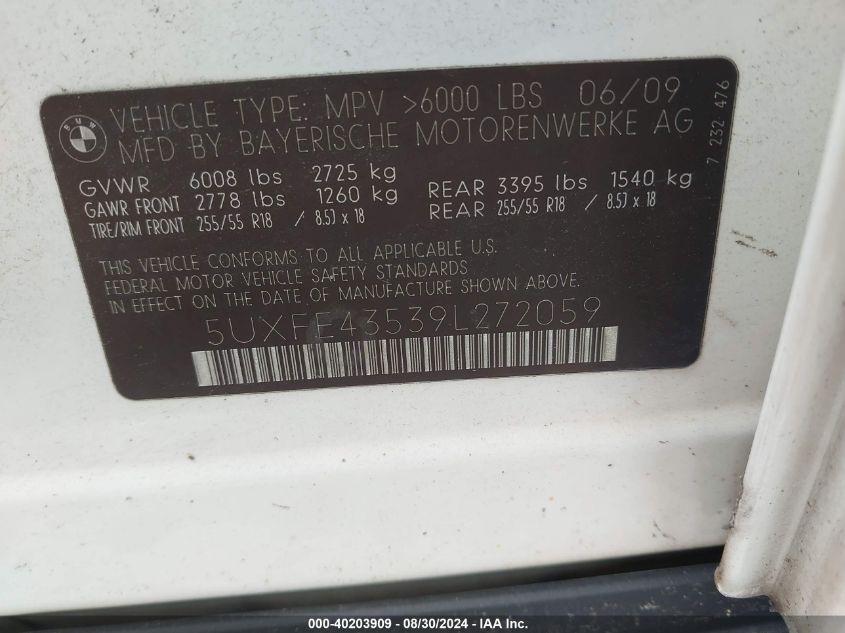 BMW
VEHICLE TYPE: MPV >6000 LBS 06/09
MFD BY BAYERISCHE MOTORENWERKE AG
GVWR 6008 lbs 2725 kg
GAWR FRONT 2778 lbs 1260 kg REAR 3395 lbs 1540 kg
TIRE/RIM FRONT 255/55 R18 / 8.5J x 18 REAR 255/55 R18 / 8.5J x 18
THIS VEHICLE CONFORMS TO ALL APPLICABLE U.S.
FEDERAL MOTOR VEHICLE SAFETY STANDARDS
IN EFFECT ON THE DATE OF MANUFACTURE SHOWN ABOVE.
5UXFE43539L272059
7 232 476
000-40203909 - 08/30/2024 - IAA Inc.